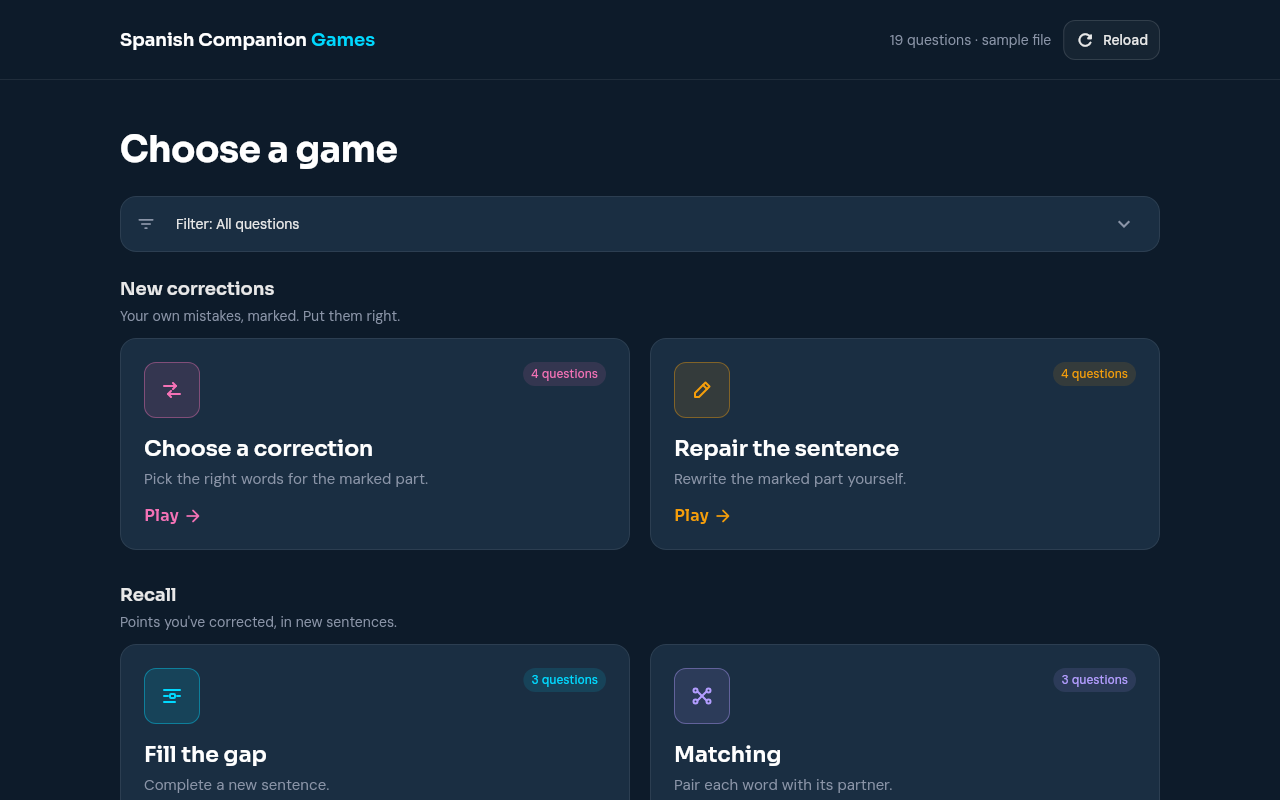 Spanish Companion Games
19 questions · sample file
Reload
Choose a game
Filter: All questions
New corrections
Your own mistakes, marked. Put them right.
4 questions
Choose a correction
Pick the right words for the marked part.
Play →
4 questions
Repair the sentence
Rewrite the marked part yourself.
Play →
Recall
Points you've corrected, in new sentences.
3 questions
Fill the gap
Complete a new sentence.
3 questions
Matching
Pair each word with its partner.